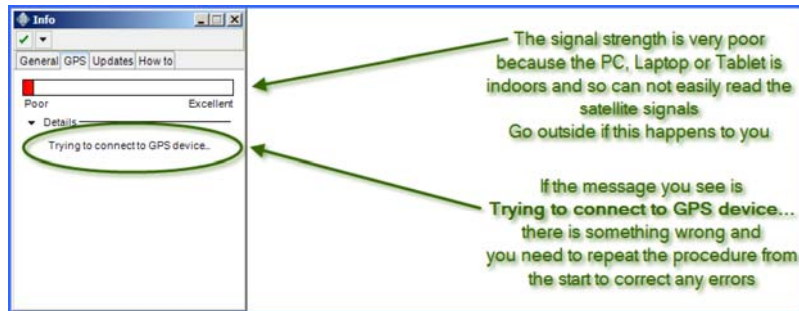 Info
General GPS Updates How to
Poor Excellent
Details
Trying to connect to GPS device...
The signal strength is very poor
because the PC, Laptop or Tablet is
indoors and so can not easily read the
satellite signals
Go outside if this happens to you
If the message you see is
Trying to connect to GPS device...
there is something wrong and
you need to repeat the procedure from
the start to correct any errors